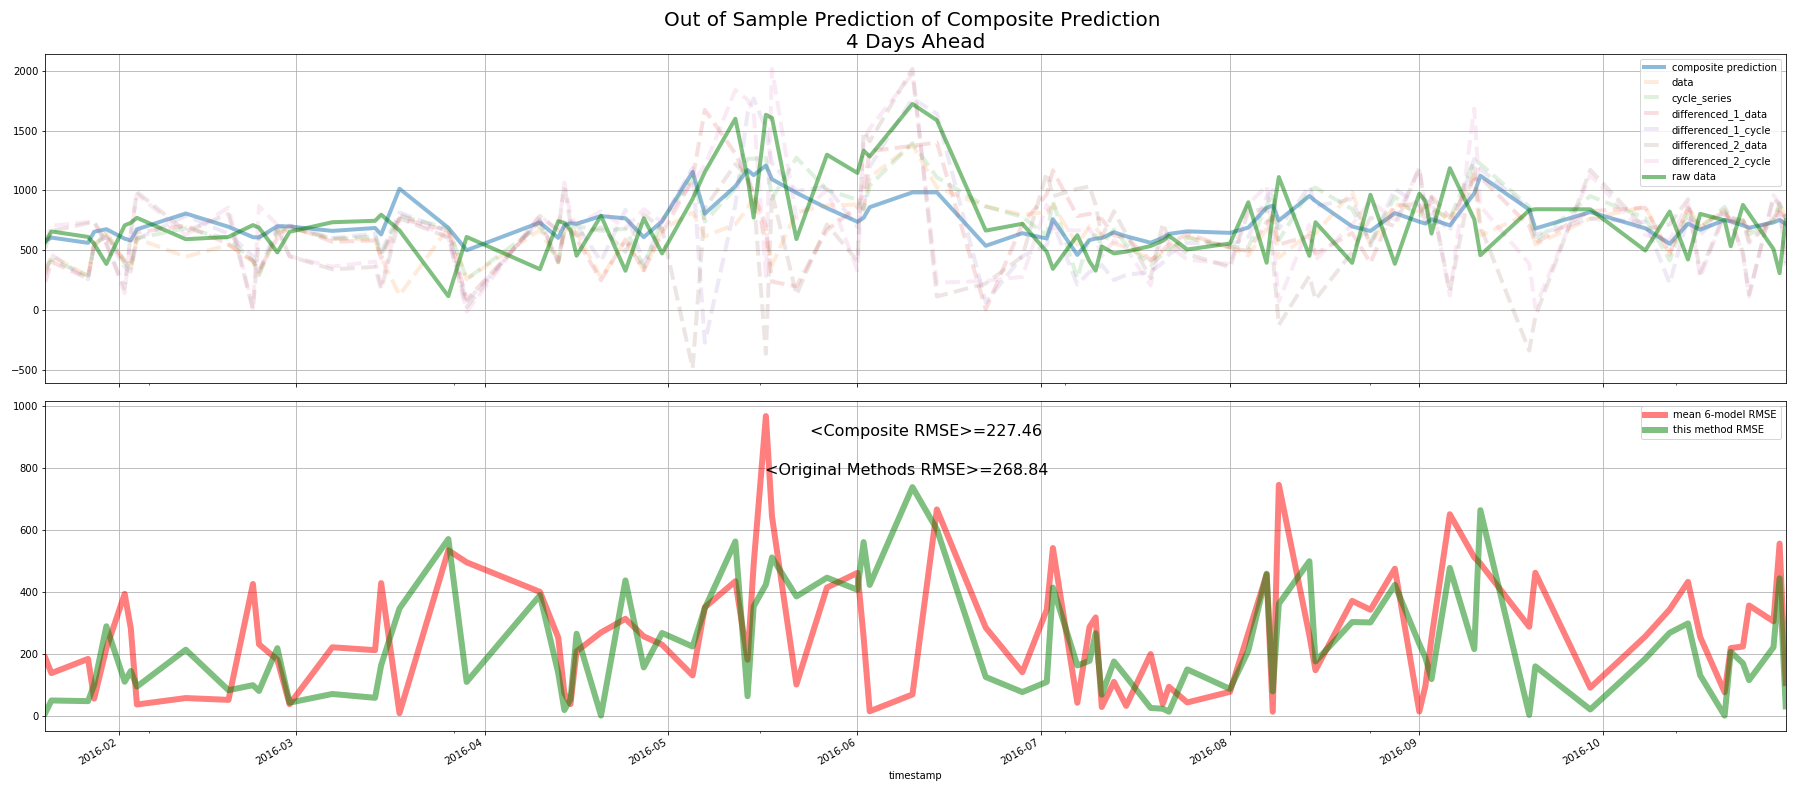 Out of Sample Prediction of Composite Prediction
4 Days Ahead
2000
1500
1000
500
0
−500
composite prediction
data
cycle_series
differenced_1_data
differenced_1_cycle
differenced_2_data
differenced_2_cycle
raw data
1000
800
600
400
200
0
mean 6-model RMSE
this method RMSE
<Composite RMSE>=227.46
<Original Methods RMSE>=268.84
2016-02
2016-03
2016-04
2016-05
2016-06
2016-07
2016-08
2016-09
2016-10
timestamp